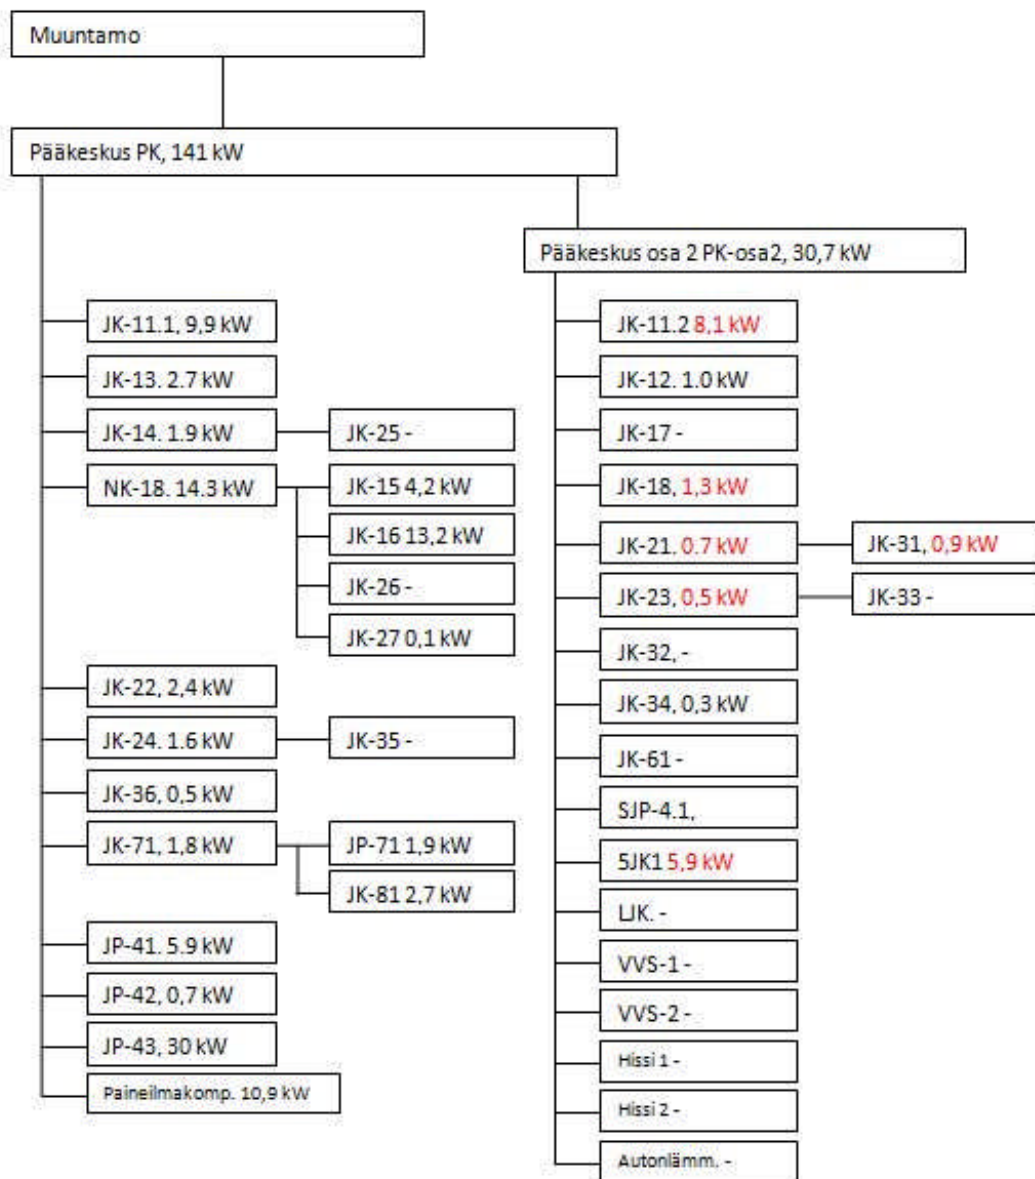 Muuntamo
Pääkeskus PK, 141 kW
Pääkeskus osa 2 PK-osa2, 30,7 kW
JK-11.1, 9,9 kW
JK-13. 2.7 kW
JK-14. 1.9 kW
JK-25 -
NK-18. 14.3 kW
JK-15 4,2 kW
JK-16 13,2 kW
JK-26 -
JK-27 0,1 kW
JK-22, 2,4 kW
JK-24. 1.6 kW
JK-35 -
JK-36, 0,5 kW
JK-71, 1,8 kW
JP-71 1,9 kW
JK-81 2,7 kW
JP-41. 5.9 kW
JP-42, 0,7 kW
JP-43, 30 kW
Paineilmakomp. 10,9 kW
JK-11.2 8,1 kW
JK-12. 1.0 kW
JK-17 -
JK-18, 1,3 kW
JK-21, 0.7 kW
JK-31, 0,9 kW
JK-23, 0,5 kW
JK-33 -
JK-32, -
JK-34, 0,3 kW
JK-61 -
SJP-4.1,
5JK1 5,9 kW
LJK. -
VVS-1 -
VVS-2 -
Hissi 1 -
Hissi 2 -
Autonlämm. -